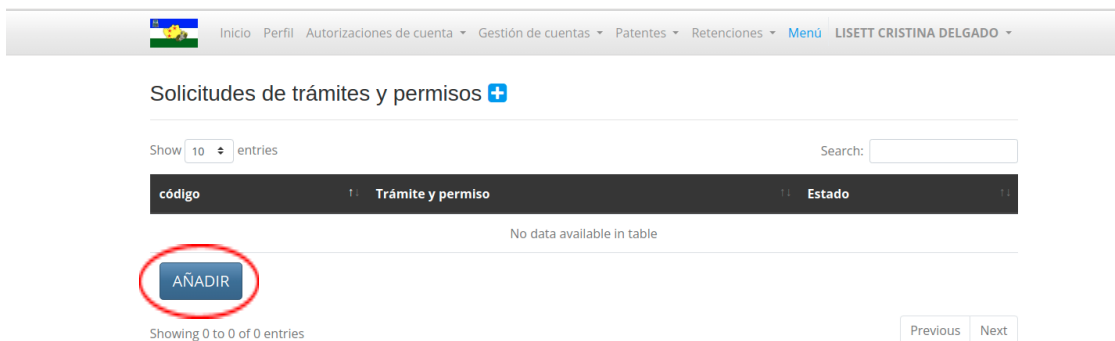 Inicio Perfil Autorizaciones de cuenta Gestión de cuentas Patentes Retenciones Menú LISETT CRISTINA DELGADO
Solicitudes de trámites y permisos
Show 10 entries Search:
código Trámite y permiso Estado
No data available in table
AÑADIR
Showing 0 to 0 of 0 entries Previous Next